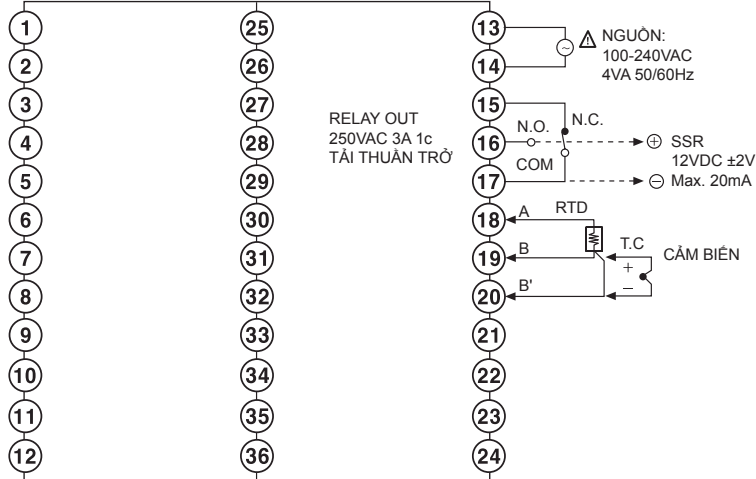 1
2
3
4
5
6
7
8
9
10
11
12
25
26
27
28
29
30
31
32
33
34
35
36
RELAY OUT
250VAC 3A 1c
TẢI THUẦN TRỞ
13
14
15
16
17
18
19
20
21
22
23
24
NGUỒN:
100-240VAC
4VA 50/60Hz
N.O.
N.C.
COM
SSR
12VDC ±2V
Max. 20mA
A
RTD
B
B'
T.C
+
−
CẢM BIẾN